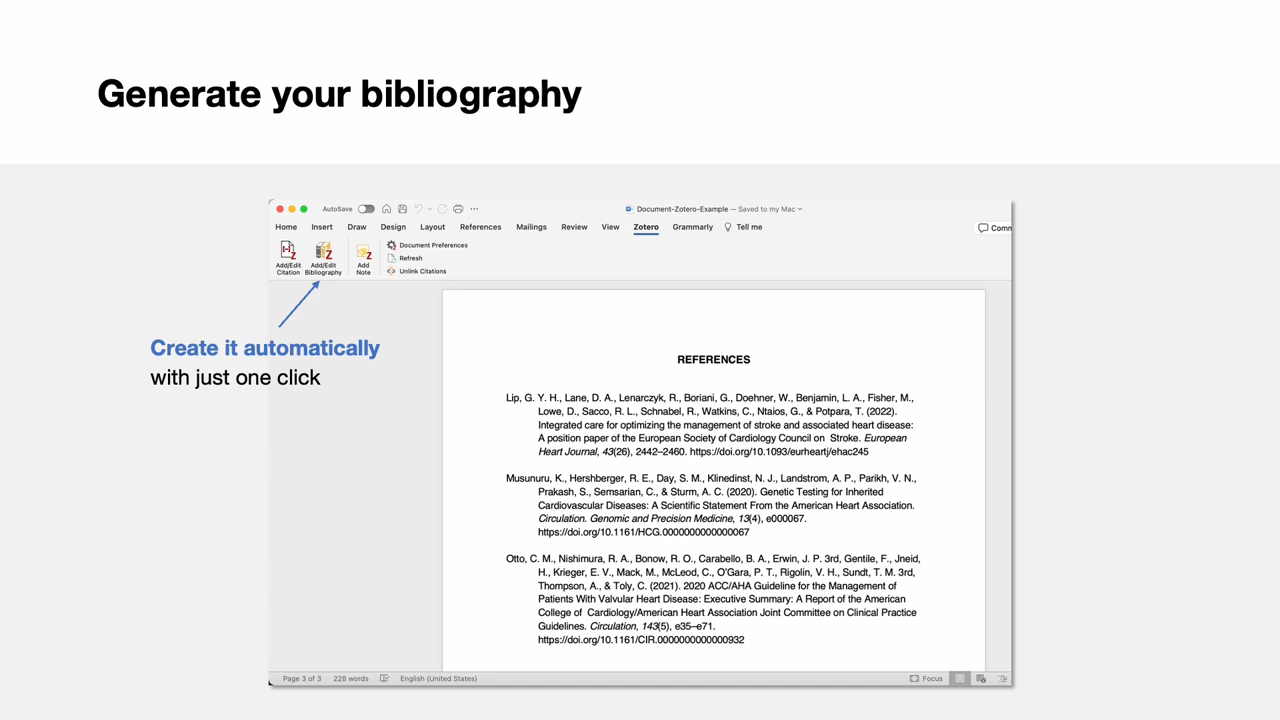 Generate your bibliography
AutoSave
Document-Zotero-Example — Saved to my Mac
Home Insert Draw Design Layout References Mailings Review View Zotero Grammarly Tell me
Comm
Add/Edit Citation
Add/Edit Bibliography
Add Note
Document Preferences
Refresh
Unlink Citations
Create it automatically
with just one click
REFERENCES
Lip, G. Y. H., Lane, D. A., Lenarczyk, R., Boriani, G., Doehner, W., Benjamin, L. A., Fisher, M.,
Lowe, D., Sacco, R. L., Schnabel, R., Watkins, C., Ntaios, G., & Potpara, T. (2022).
Integrated care for optimizing the management of stroke and associated heart disease:
A position paper of the European Society of Cardiology Council on Stroke. European
Heart Journal, 43(26), 2442–2460. https://doi.org/10.1093/eurheartj/ehac245
Musunuru, K., Hershberger, R. E., Day, S. M., Klinedinst, N. J., Landstrom, A. P., Parikh, V. N.,
Prakash, S., Semsarian, C., & Sturm, A. C. (2020). Genetic Testing for Inherited
Cardiovascular Diseases: A Scientific Statement From the American Heart Association.
Circulation. Genomic and Precision Medicine, 13(4), e000067.
https://doi.org/10.1161/HCG.0000000000000067
Otto, C. M., Nishimura, R. A., Bonow, R. O., Carabello, B. A., Erwin, J. P. 3rd, Gentile, F., Jneid,
H., Krieger, E. V., Mack, M., McLeod, C., O'Gara, P. T., Rigolin, V. H., Sundt, T. M. 3rd,
Thompson, A., & Toly, C. (2021). 2020 ACC/AHA Guideline for the Management of
Patients With Valvular Heart Disease: Executive Summary: A Report of the American
College of Cardiology/American Heart Association Joint Committee on Clinical Practice
Guidelines. Circulation, 143(5), e35–e71.
https://doi.org/10.1161/CIR.0000000000000932
Page 3 of 3 228 words English (United States) Focus